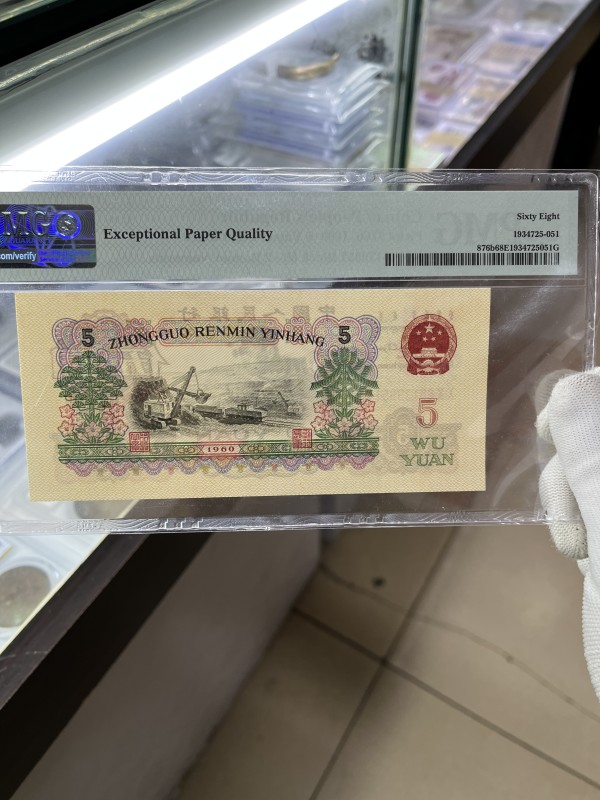 MG
.com/verify
Exceptional Paper Quality
Sixty Eight
1934725-051
876b68E1934725051G
5
ZHONGGUO RENMIN YINHANG
5
5
WU
YUAN
1960